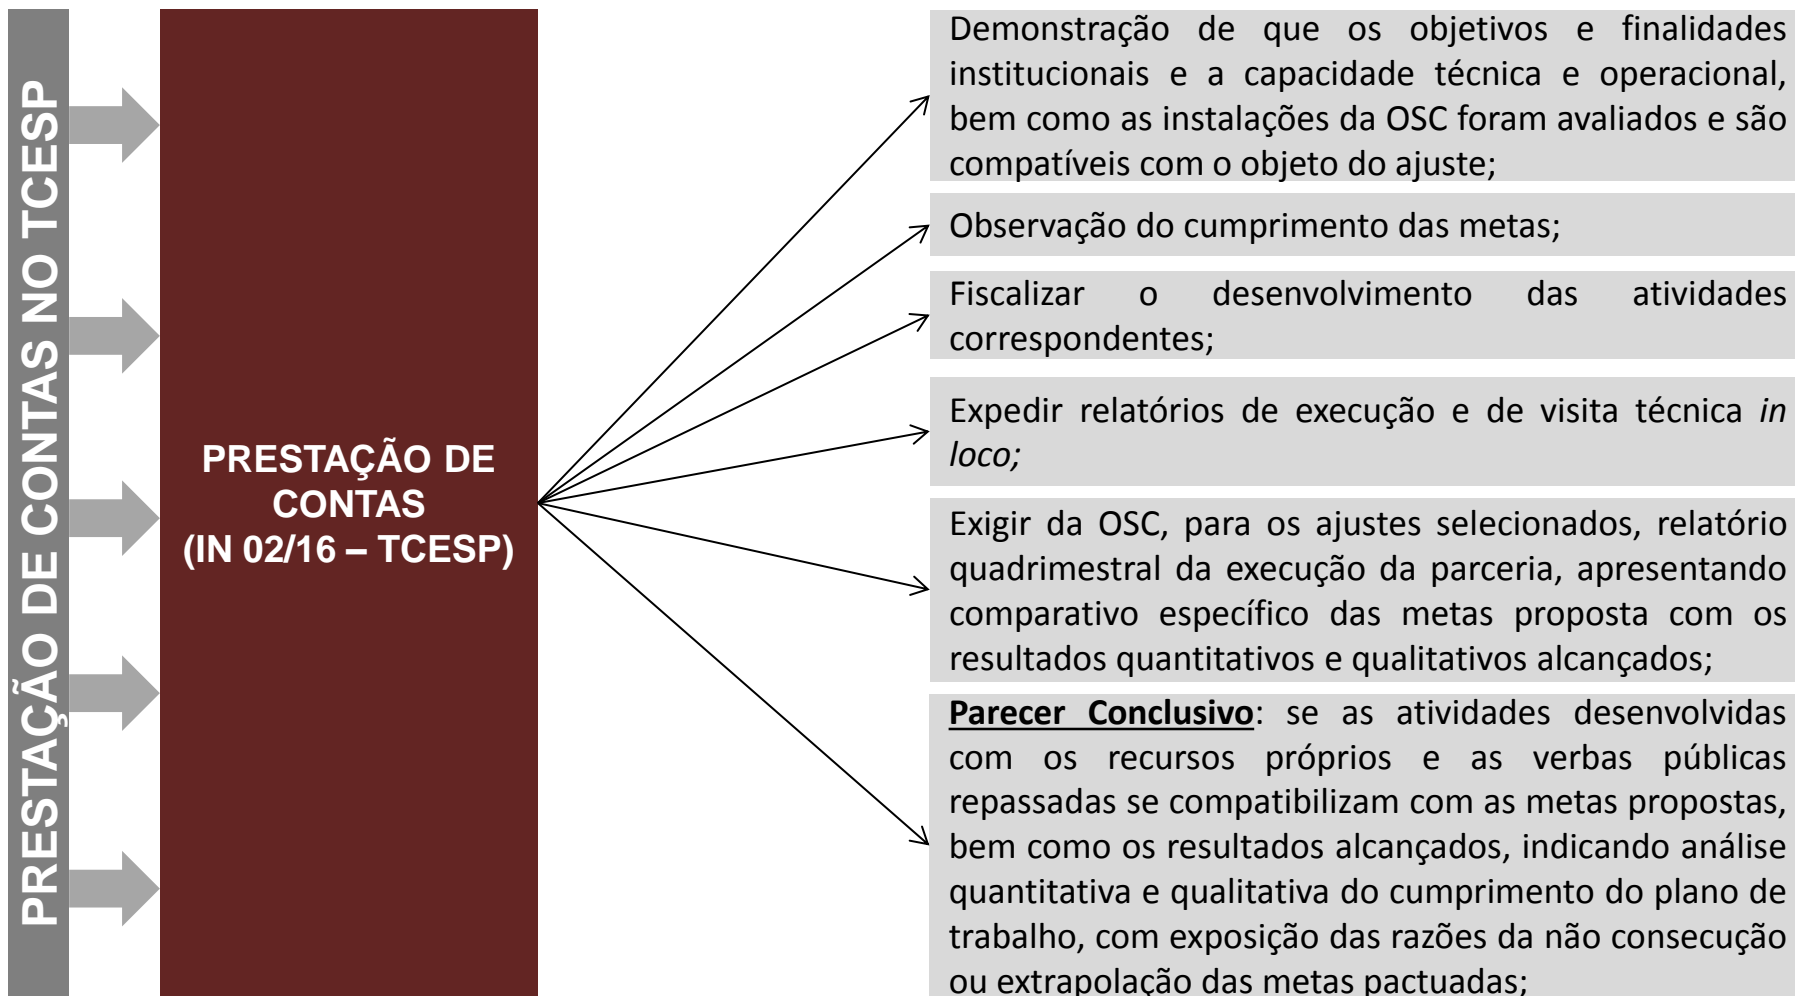 PRESTAÇÃO DE CONTAS NO TCESP
PRESTAÇÃO DE
CONTAS
(IN 02/16 – TCESP)
Demonstração de que os objetivos e finalidades
institucionais e a capacidade técnica e operacional,
bem como as instalações da OSC foram avaliados e são
compatíveis com o objeto do ajuste;
Observação do cumprimento das metas;
Fiscalizar o desenvolvimento das atividades
correspondentes;
Expedir relatórios de execução e de visita técnica in
loco;
Exigir da OSC, para os ajustes selecionados, relatório
quadrimestral da execução da parceria, apresentando
comparativo específico das metas proposta com os
resultados quantitativos e qualitativos alcançados;
Parecer Conclusivo: se as atividades desenvolvidas
com os recursos próprios e as verbas públicas
repassadas se compatibilizam com as metas propostas,
bem como os resultados alcançados, indicando análise
quantitativa e qualitativa do cumprimento do plano de
trabalho, com exposição das razões da não consecução
ou extrapolação das metas pactuadas;